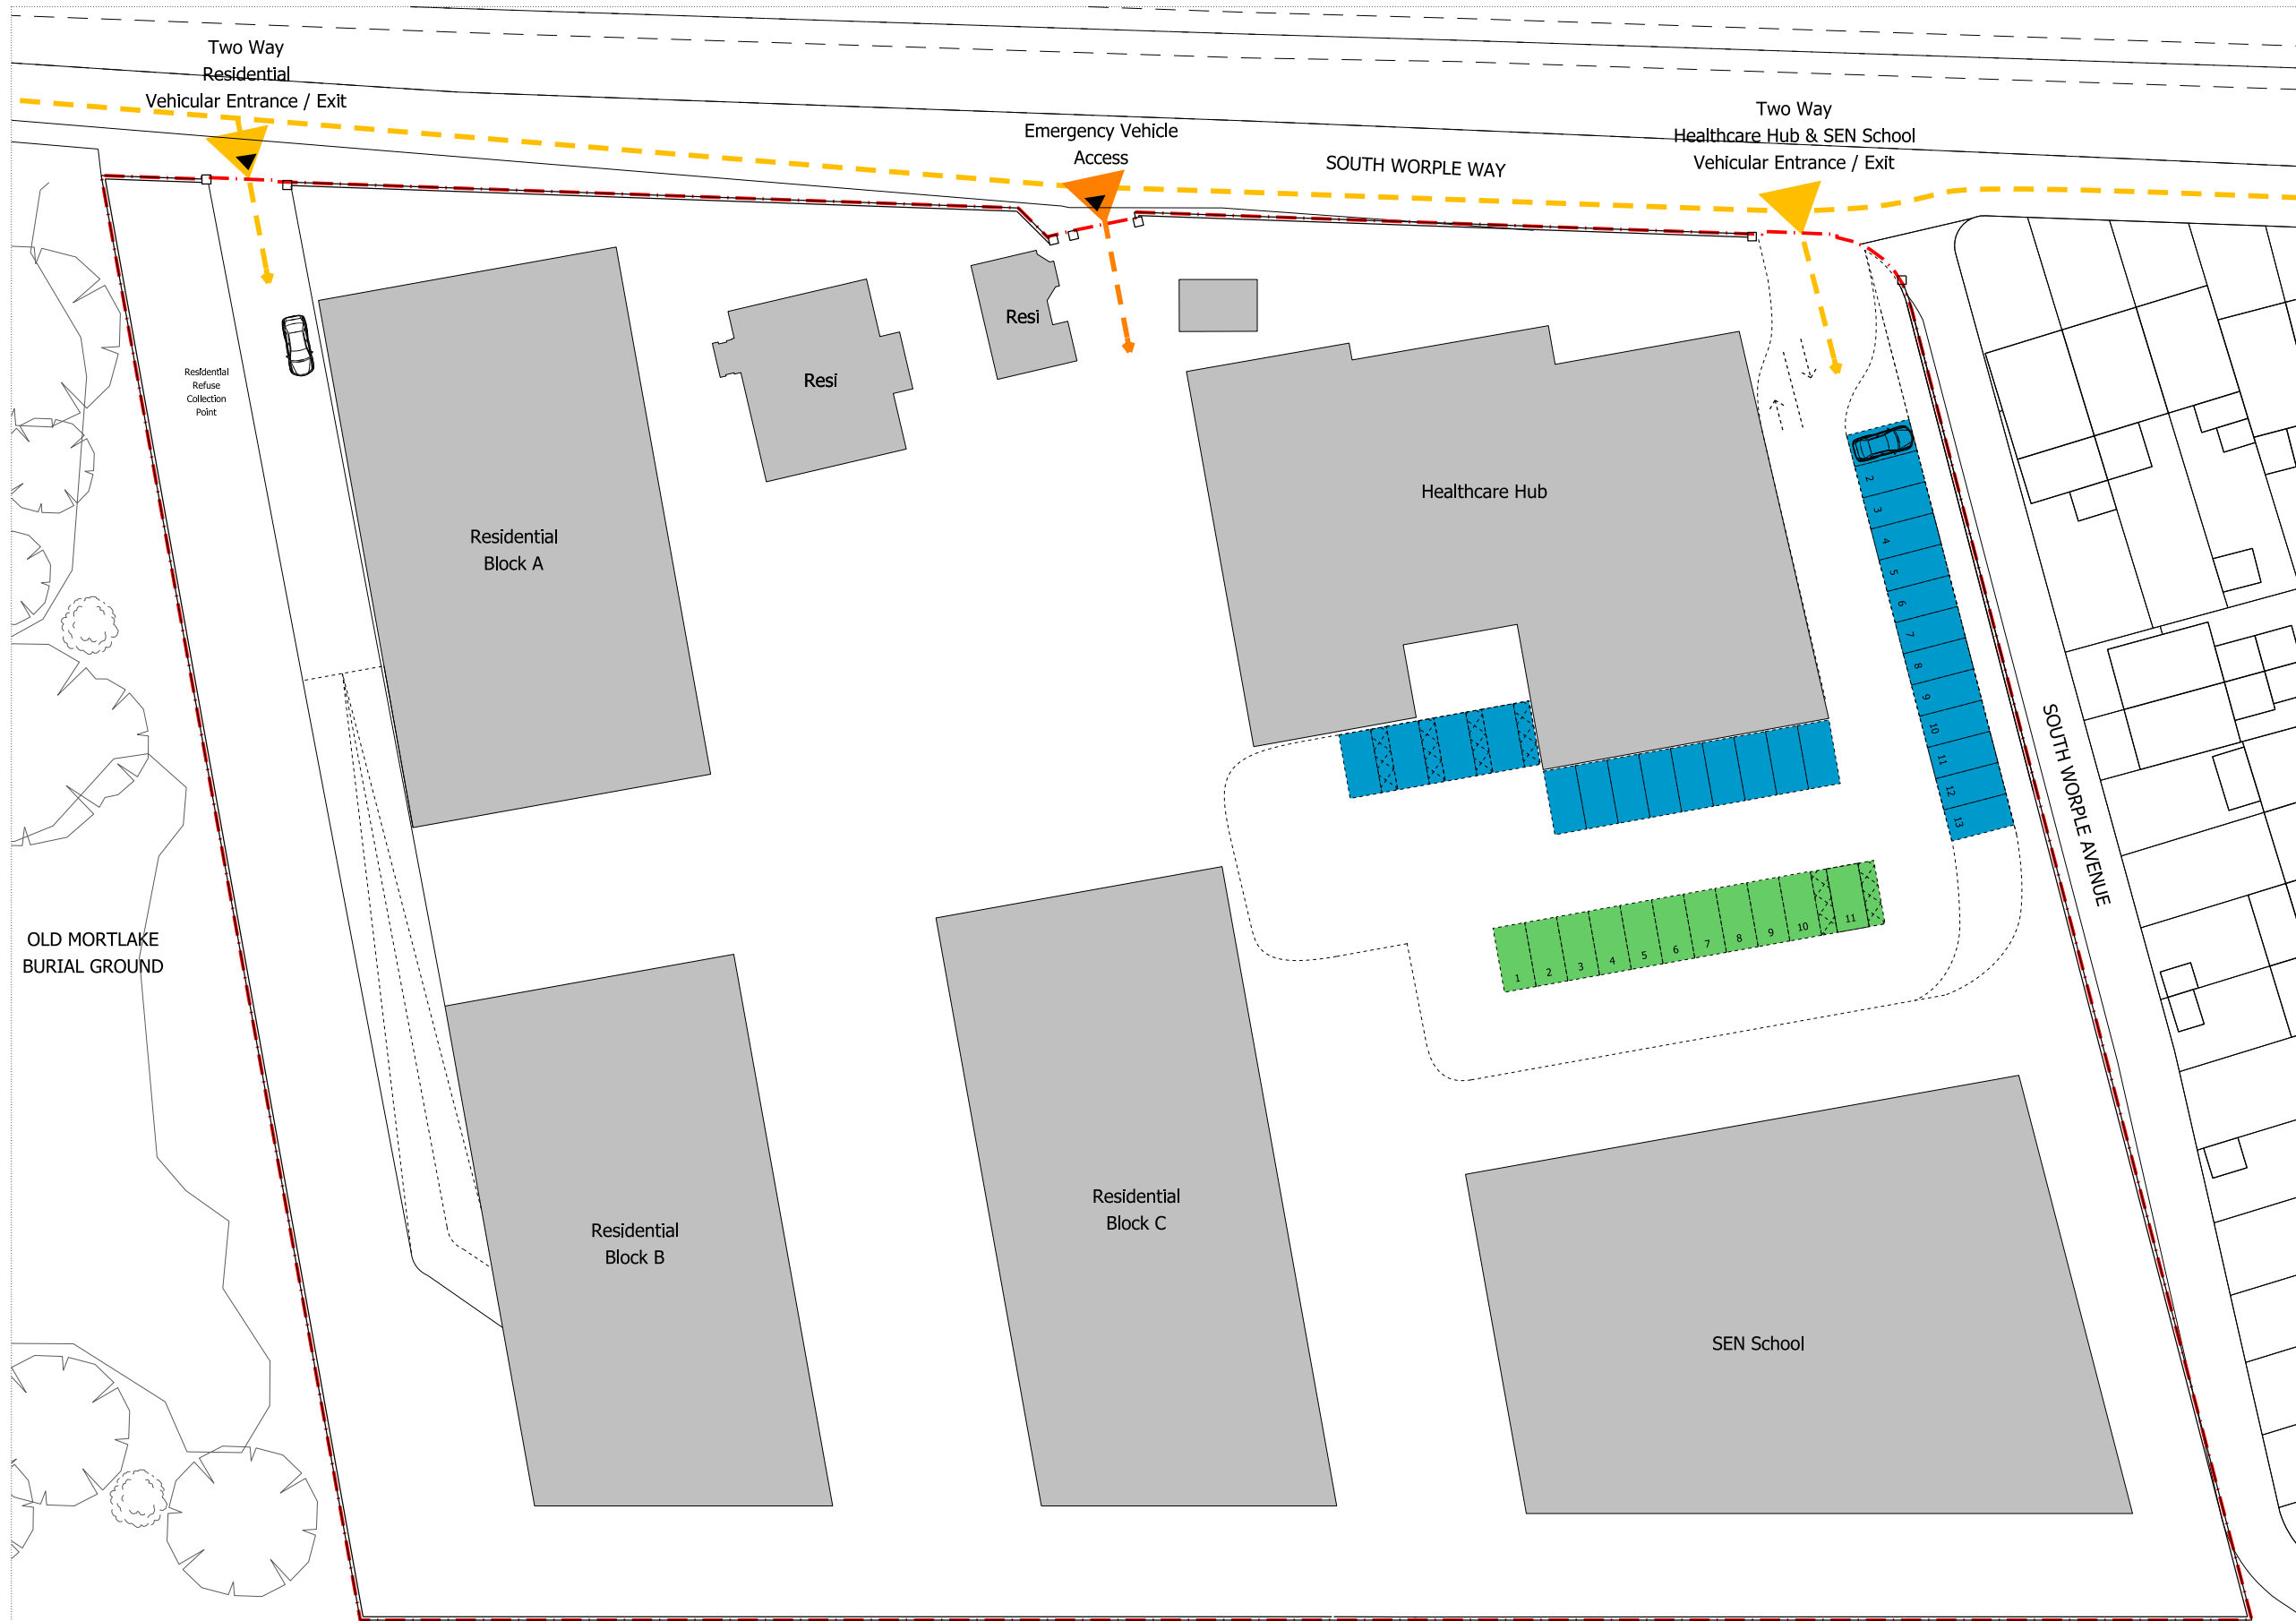 Two Way
Residential
Vehicular Entrance / Exit
Emergency Vehicle
Access
SOUTH WORPLE WAY
Two Way
Healthcare Hub & SEN School
Vehicular Entrance / Exit
Residential
Refuse
Collection
Point
Resi
Resi
Residential
Block A
Healthcare Hub
2
3
4
5
6
7
8
9
10
11
12
13
SOUTH WORPLE AVENUE
OLD MORTLAKE
BURIAL GROUND
1 2 3 4 5 6 7 8 9 10 11
Residential
Block B
Residential
Block C
SEN School